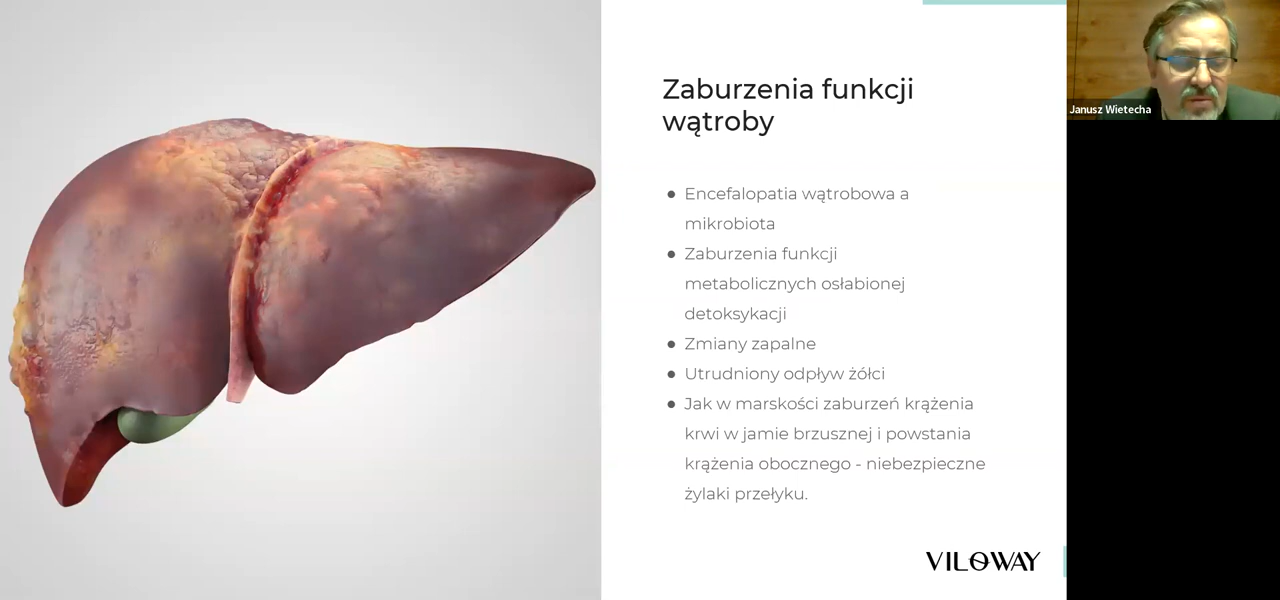 Zaburzenia funkcji
wątroby
● Encefalopatia wątrobowa a
mikrobiota
● Zaburzenia funkcji
metabolicznych osłabionej
detoksykacji
● Zmiany zapalne
● Utrudniony odpływ żółci
● Jak w marskości zaburzeń krążenia
krwi w jamie brzusznej i powstania
krążenia obocznego - niebezpieczne
żylaki przełyku.
VILOWAY
Janusz Wietecha